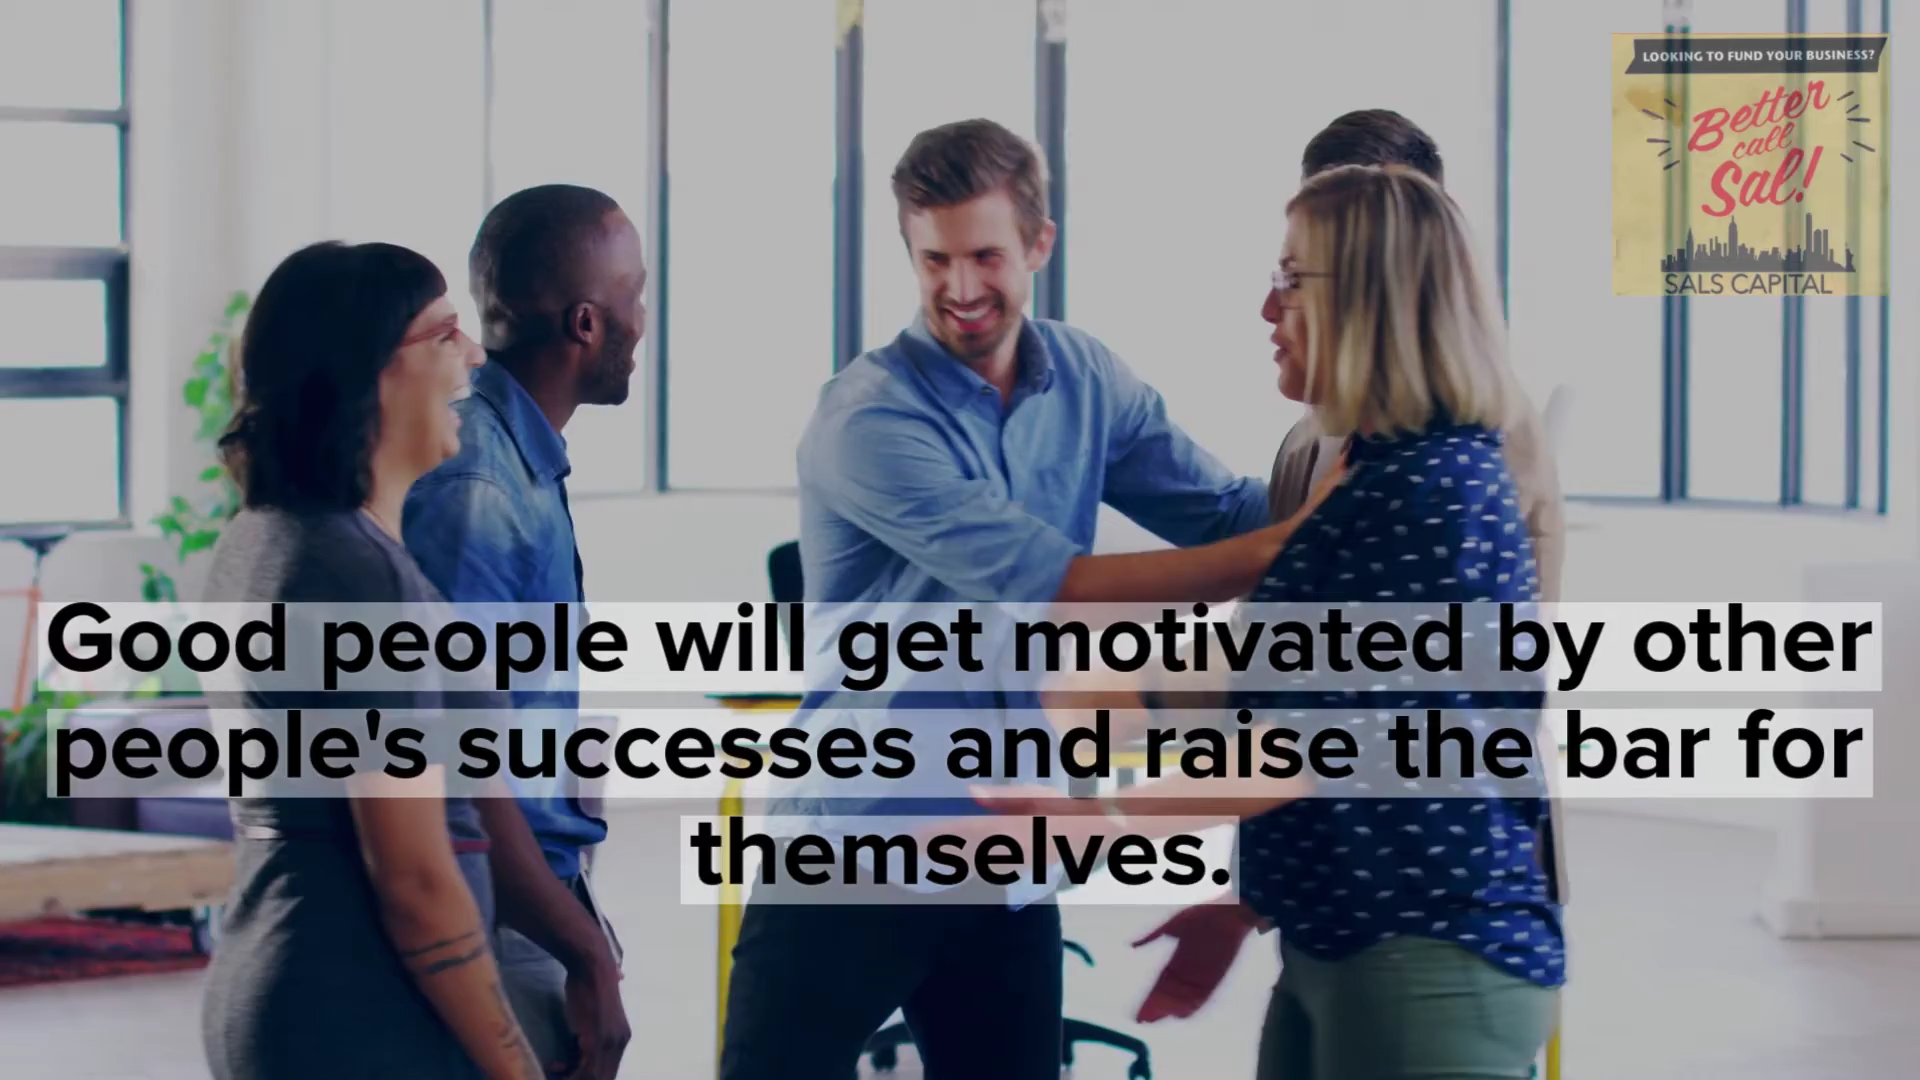 LOOKING TO FUND YOUR BUSINESS?
Better
call
Sal!
SALS CAPITAL
Good people will get motivated by other
people's successes and raise the bar for
themselves.